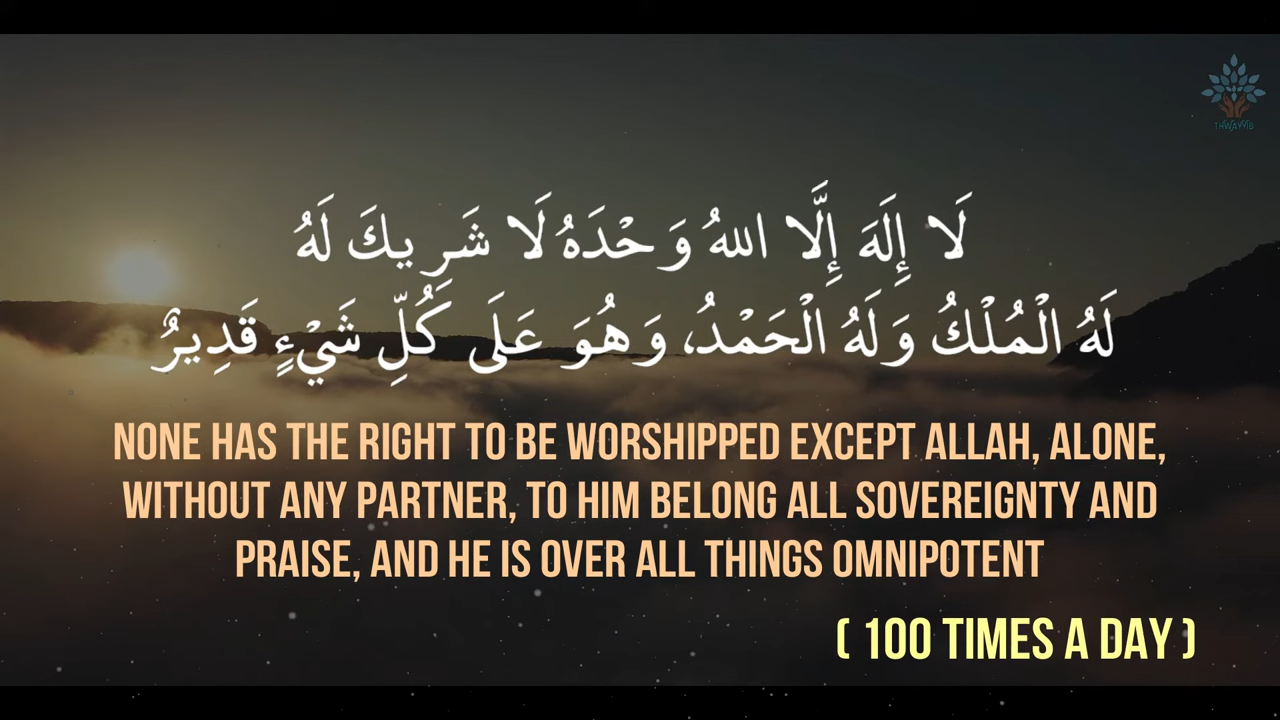 THWAYYIB
لَا إِلَهَ إِلَّا اللهُ وَحْدَهُ لَا شَرِيكَ لَهُ
لَهُ الْمُلْكُ وَلَهُ الْحَمْدُ، وَهُوَ عَلَى كُلِّ شَيْءٍ قَدِيرٌ
NONE HAS THE RIGHT TO BE WORSHIPPED EXCEPT ALLAH, ALONE,
WITHOUT ANY PARTNER, TO HIM BELONG ALL SOVEREIGNTY AND
PRAISE, AND HE IS OVER ALL THINGS OMNIPOTENT
( 100 TIMES A DAY )